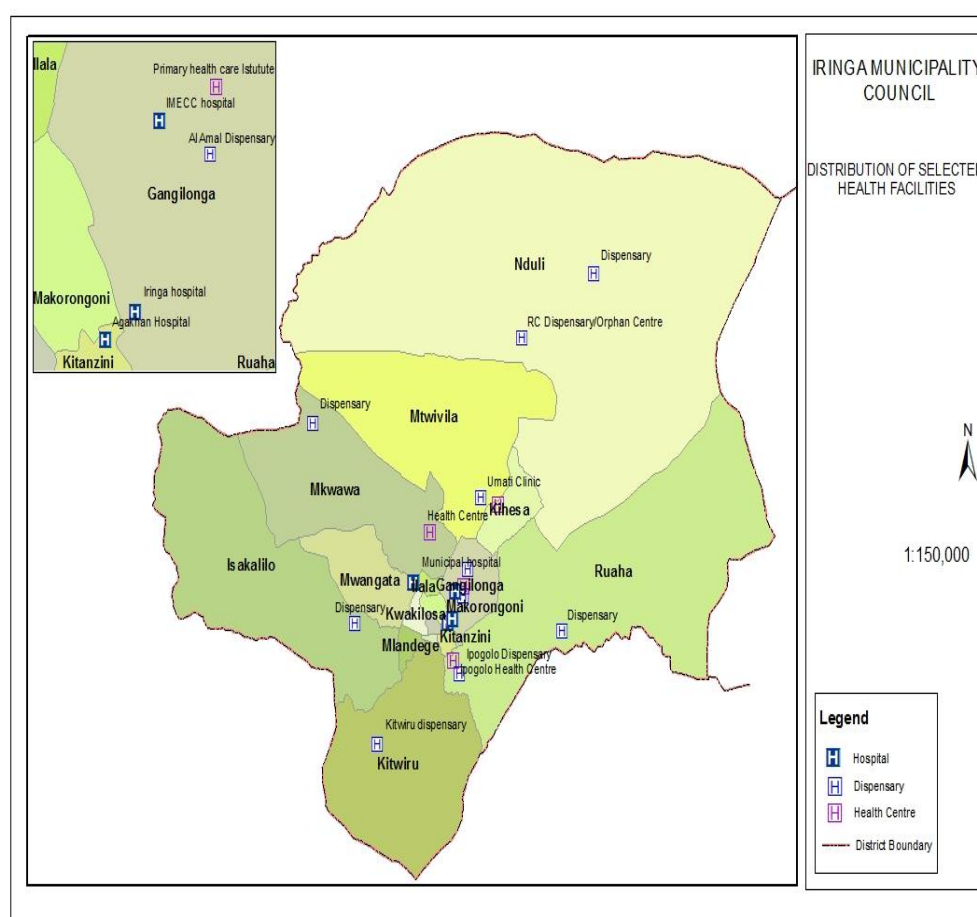 Ilala
Primary health care Istutute
IMECC hospital
Al Amal Dispensary
Gangilonga
Makorongoni
Iringa hospital
Agakhan Hospital
Kitanzini
Ruaha
IRINGA MUNICIPALITY
COUNCIL
DISTRIBUTION OF SELECTED
HEALTH FACILITIES
Nduli
Dispensary
RC Dispensary/Orphan Centre
Mtwivila
Dispensary
Mkwawa
Umati Clinic
Kihesa
Health Centre
Isakalilo
Mwangata
Municipal hospital
Ilala
Gangilonga
Ruaha
Kwakilosa
Makorongoni
Dispensary
Dispensary
Kitanzini
Mlandege
Ipogolo Dispensary
Ipogolo Health Centre
Kitwiru dispensary
Kitwiru
N
1:150,000
Legend
H Hospital
H Dispensary
H Health Centre
District Boundary